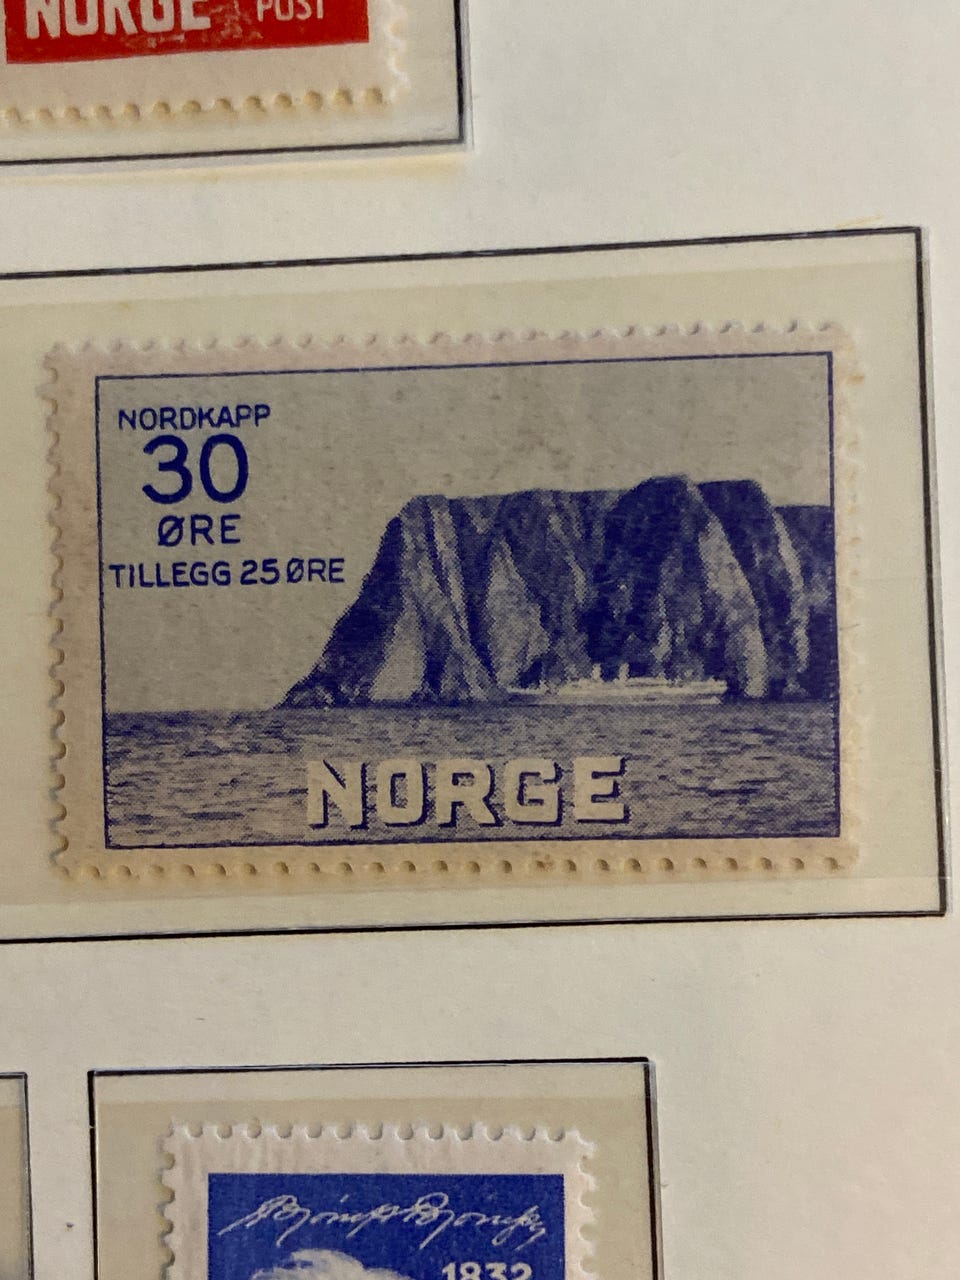 NORGE POST
NORDKAPP
30
ØRE
TILLEGG 25 ØRE
NORGE
1832